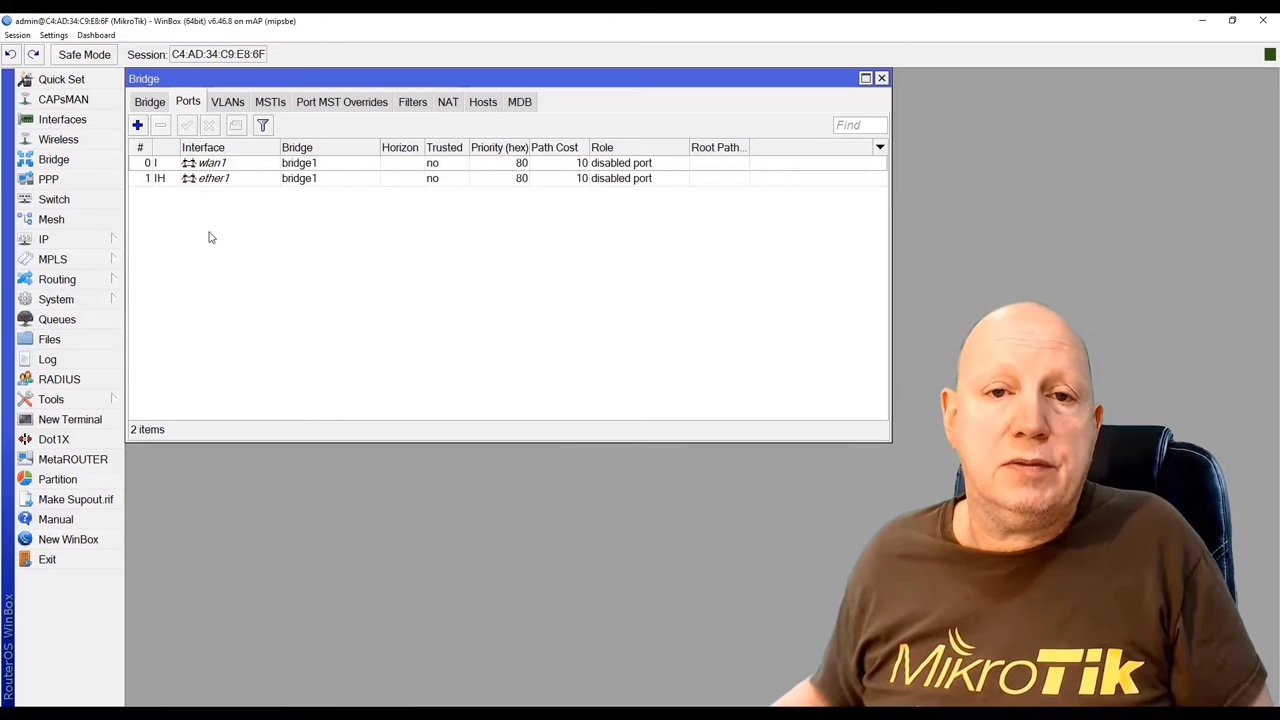 admin@C4:AD:34:C9:E8:6F (MikroTik) - WinBox (64bit) v6.46.8 on mAP (mipsbe)
Session Settings Dashboard
Safe Mode Session: C4:AD:34:C9:E8:6F
Quick Set
CAPsMAN
Interfaces
Wireless
Bridge
PPP
Switch
Mesh
IP
MPLS
Routing
System
Queues
Files
Log
RADIUS
Tools
New Terminal
Dot1X
MetaROUTER
Partition
Make Supout.rif
Manual
New WinBox
Exit
RouterOS WinBox
Bridge
Bridge Ports VLANs MSTIs Port MST Overrides Filters NAT Hosts MDB
Find
# Interface Bridge Horizon Trusted Priority (hex) Path Cost Role Root Path...
0 I wlan1 bridge1 no 80 10 disabled port
1 IH ether1 bridge1 no 80 10 disabled port
2 items
MikroTik